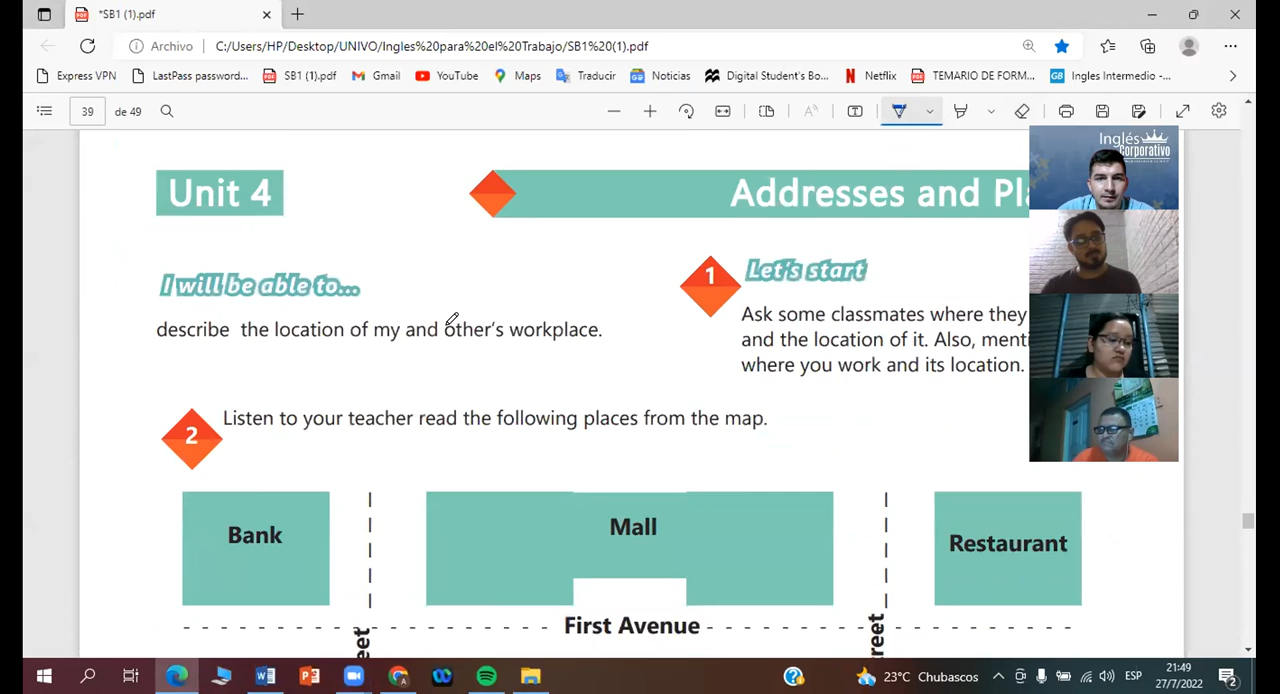 *SB1 (1).pdf
Archivo
C:/Users/HP/Desktop/UNIVO/Ingles%20para%20el%20Trabajo/SB1%20(1).pdf
Express VPN
LastPass password...
SB1 (1).pdf
Gmail
YouTube
Maps
Traducir
Noticias
Digital Student's Bo...
Netflix
TEMARIO DE FORM...
Ingles Intermedio -...
39 de 49
Inglés
Corporativo
Unit 4
Addresses and Pl
I will be able to...
describe the location of my and other's workplace.
1 Let's start
Ask some classmates where they
and the location of it. Also, menti
where you work and its location.
2 Listen to your teacher read the following places from the map.
Bank
Mall
Restaurant
First Avenue
eet
reet
23°C Chubascos
ESP
21:49
27/7/2022
2